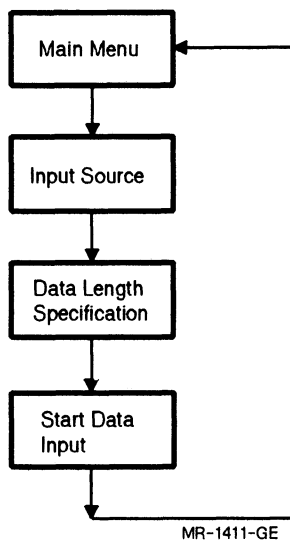 Main Menu
Input Source
Data Length
Specification
Start Data
Input
MR-1411-GE